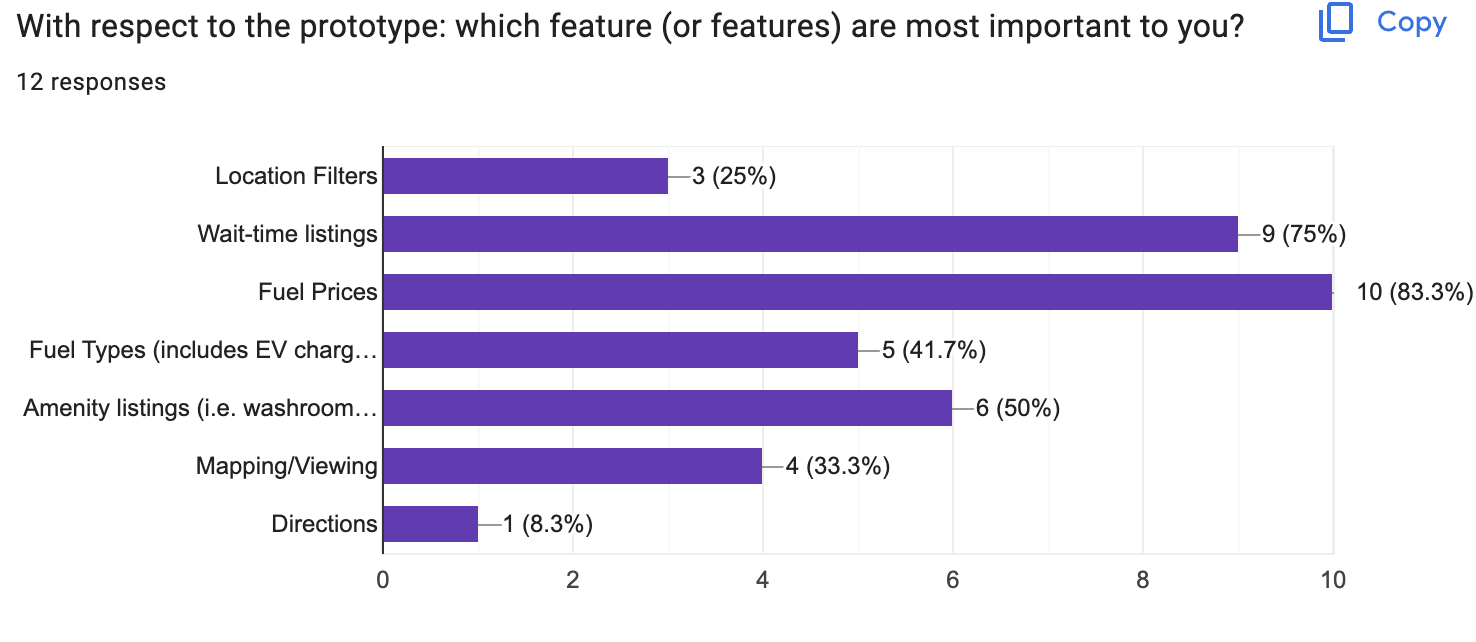 With respect to the prototype: which feature (or features) are most important to you?
Copy
12 responses
Location Filters 3 (25%)
Wait-time listings 9 (75%)
Fuel Prices 10 (83.3%)
Fuel Types (includes EV charg… 5 (41.7%)
Amenity listings (i.e. washroom… 6 (50%)
Mapping/Viewing 4 (33.3%)
Directions 1 (8.3%)
0 2 4 6 8 10